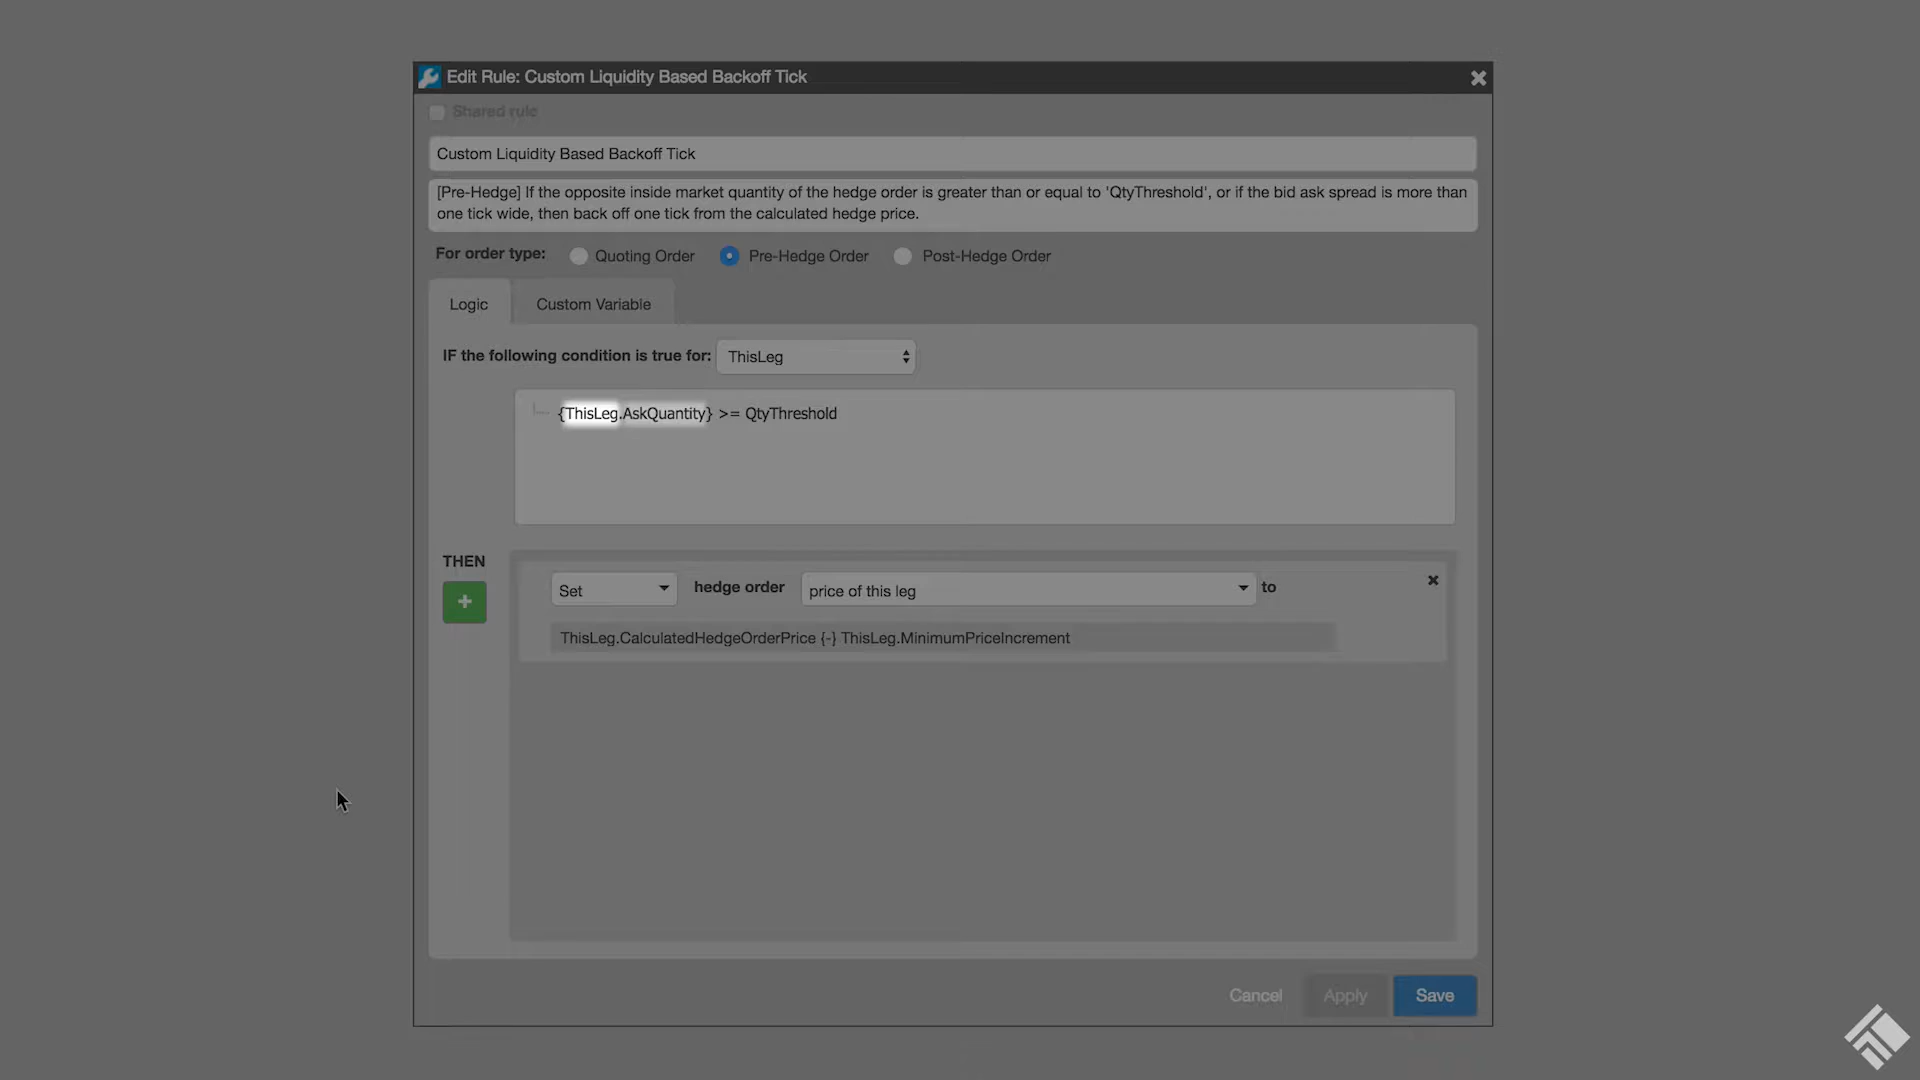 Edit Rule: Custom Liquidity Based Backoff Tick
Shared rule
Custom Liquidity Based Backoff Tick
[Pre-Hedge] If the opposite inside market quantity of the hedge order is greater than or equal to 'QtyThreshold', or if the bid ask spread is more than
one tick wide, then back off one tick from the calculated hedge price.
For order type: Quoting Order Pre-Hedge Order Post-Hedge Order
Logic Custom Variable
IF the following condition is true for: ThisLeg
{ThisLeg.AskQuantity} >= QtyThreshold
THEN
Set hedge order price of this leg to
ThisLeg.CalculatedHedgeOrderPrice {-} ThisLeg.MinimumPriceIncrement
Cancel Apply Save